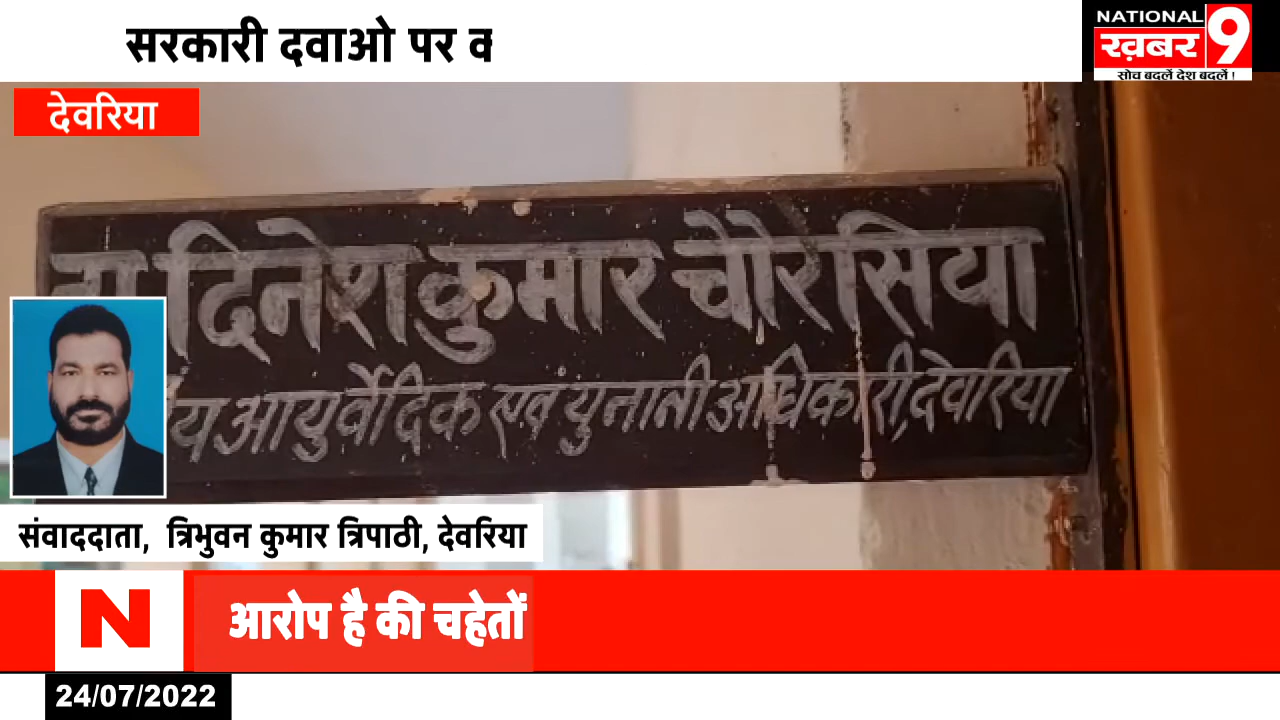 सरकारी दवाओ पर व
NATIONAL
ख़बर 9
सोच बदलें देश बदलें !
देवरिया
दिनेश कुमार चौरसिया
आयुर्वेदिक एवं युनानी अधिकारी, देवरिया
संवाददाता, त्रिभुवन कुमार त्रिपाठी, देवरिया
N
आरोप है की चहेतों
24/07/2022